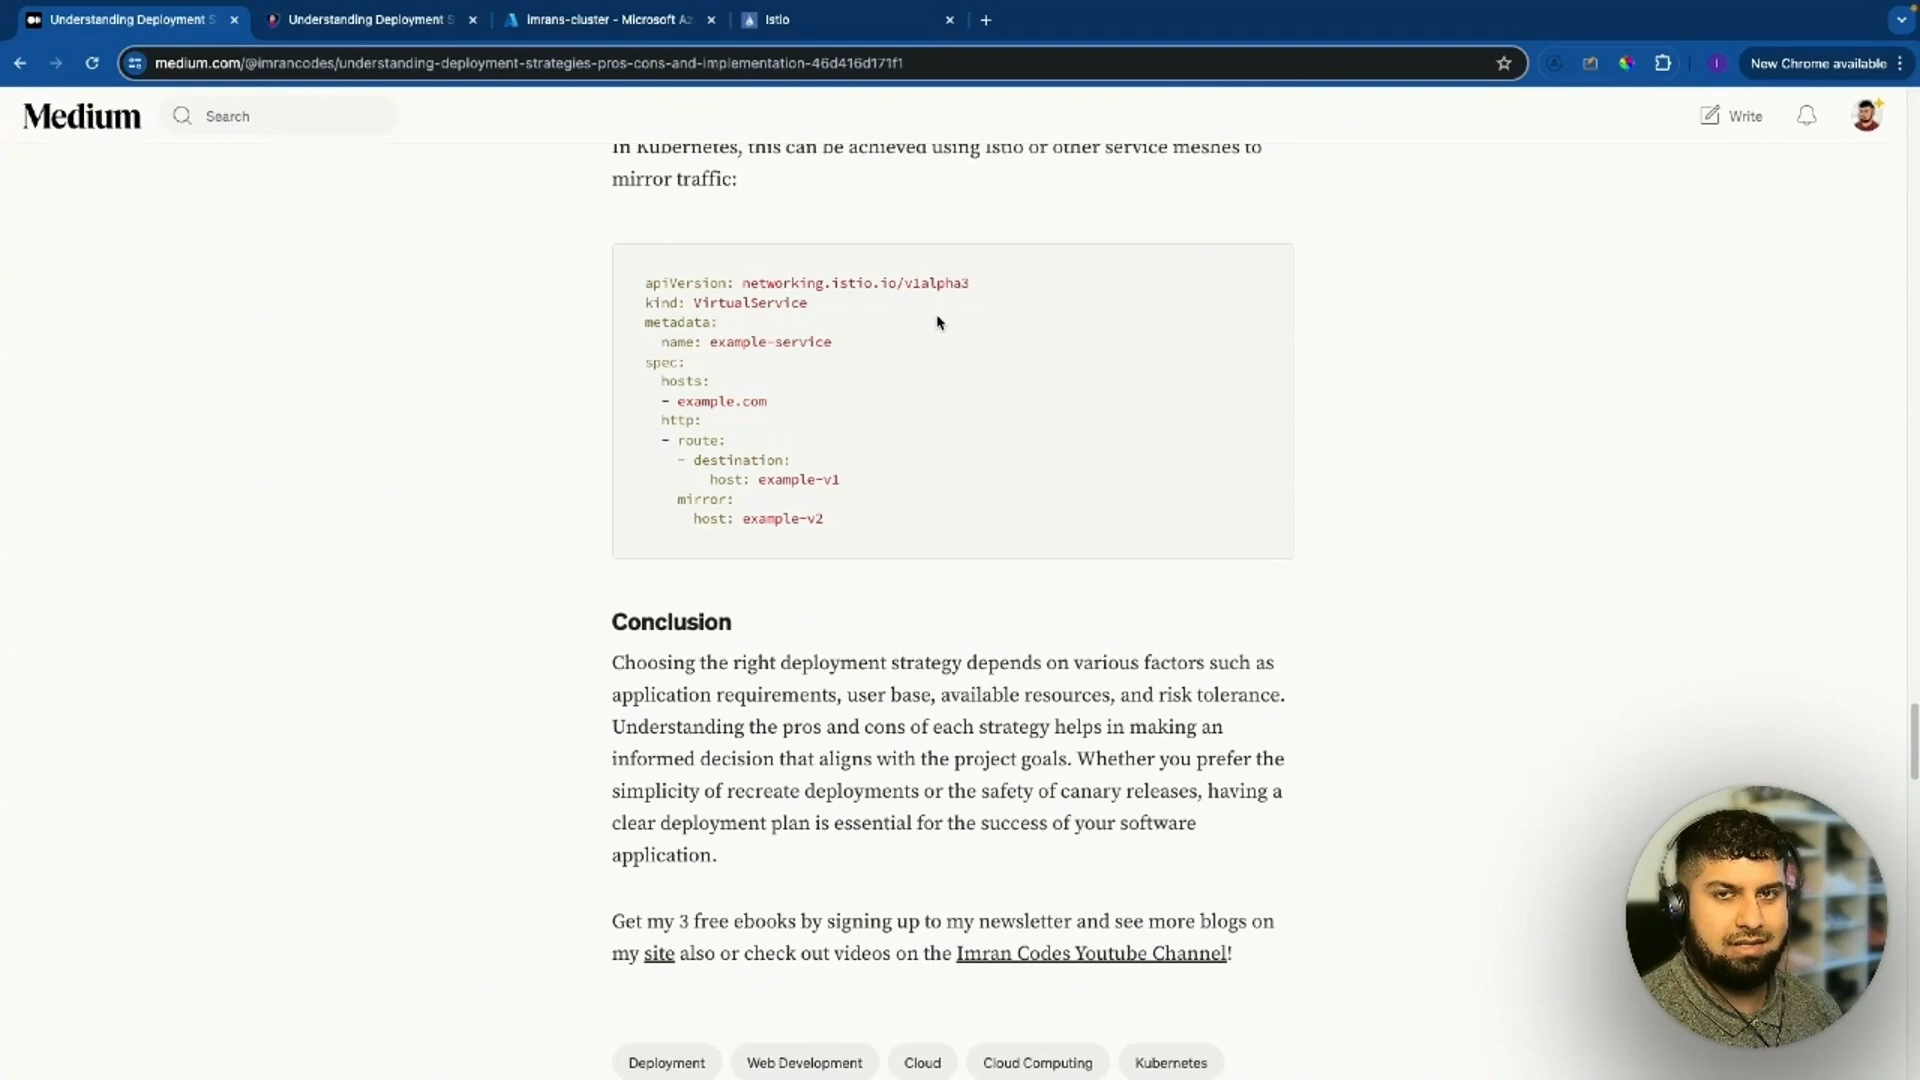 Understanding Deployment S
Understanding Deployment S
Imrans-cluster - Microsoft Az
Istio
medium.com/@imrancodes/understanding-deployment-strategies-pros-cons-and-implementation-46d416d171f1
New Chrome available
Medium
Search
Write
In Kubernetes, this can be achieved using Istio or other service meshes to
mirror traffic:
apiVersion: networking.istio.io/v1alpha3
kind: VirtualService
metadata:
  name: example-service
spec:
  hosts:
  - example.com
  http:
  - route:
    - destination:
        host: example-v1
    mirror:
      host: example-v2
Conclusion
Choosing the right deployment strategy depends on various factors such as
application requirements, user base, available resources, and risk tolerance.
Understanding the pros and cons of each strategy helps in making an
informed decision that aligns with the project goals. Whether you prefer the
simplicity of recreate deployments or the safety of canary releases, having a
clear deployment plan is essential for the success of your software
application.
Get my 3 free ebooks by signing up to my newsletter and see more blogs on
my site also or check out videos on the Imran Codes Youtube Channel!
Deployment
Web Development
Cloud
Cloud Computing
Kubernetes